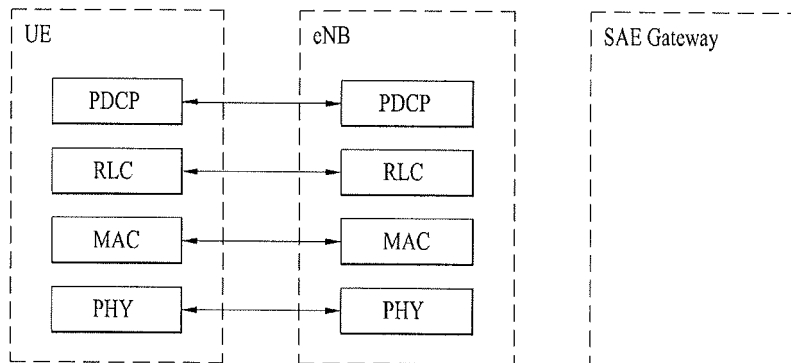 UE
eNB
SAE Gateway
PDCP
PDCP
RLC
RLC
MAC
MAC
PHY
PHY